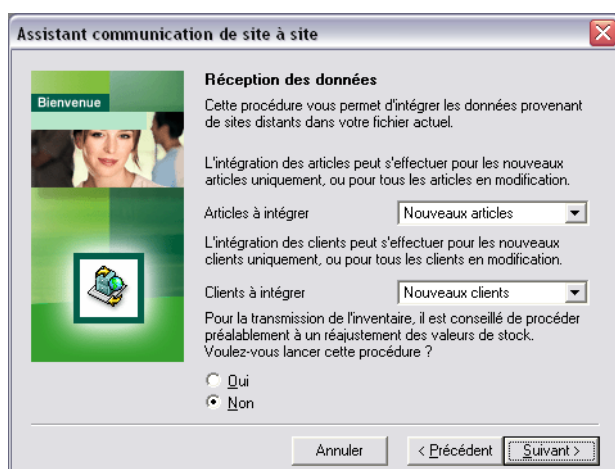 Assistant communication de site à site
Bienvenue
Réception des données
Cette procédure vous permet d'intégrer les données provenant
de sites distants dans votre fichier actuel.
L'intégration des articles peut s'effectuer pour les nouveaux
articles uniquement, ou pour tous les articles en modification.
Articles à intégrer
Nouveaux articles
L'intégration des clients peut s'effectuer pour les nouveaux
clients uniquement, ou pour tous les clients en modification.
Clients à intégrer
Nouveaux clients
Pour la transmission de l'inventaire, il est conseillé de procéder
préalablement à un réajustement des valeurs de stock.
Voulez-vous lancer cette procédure ?
Oui
Non
Annuler
< Précédent
Suivant >